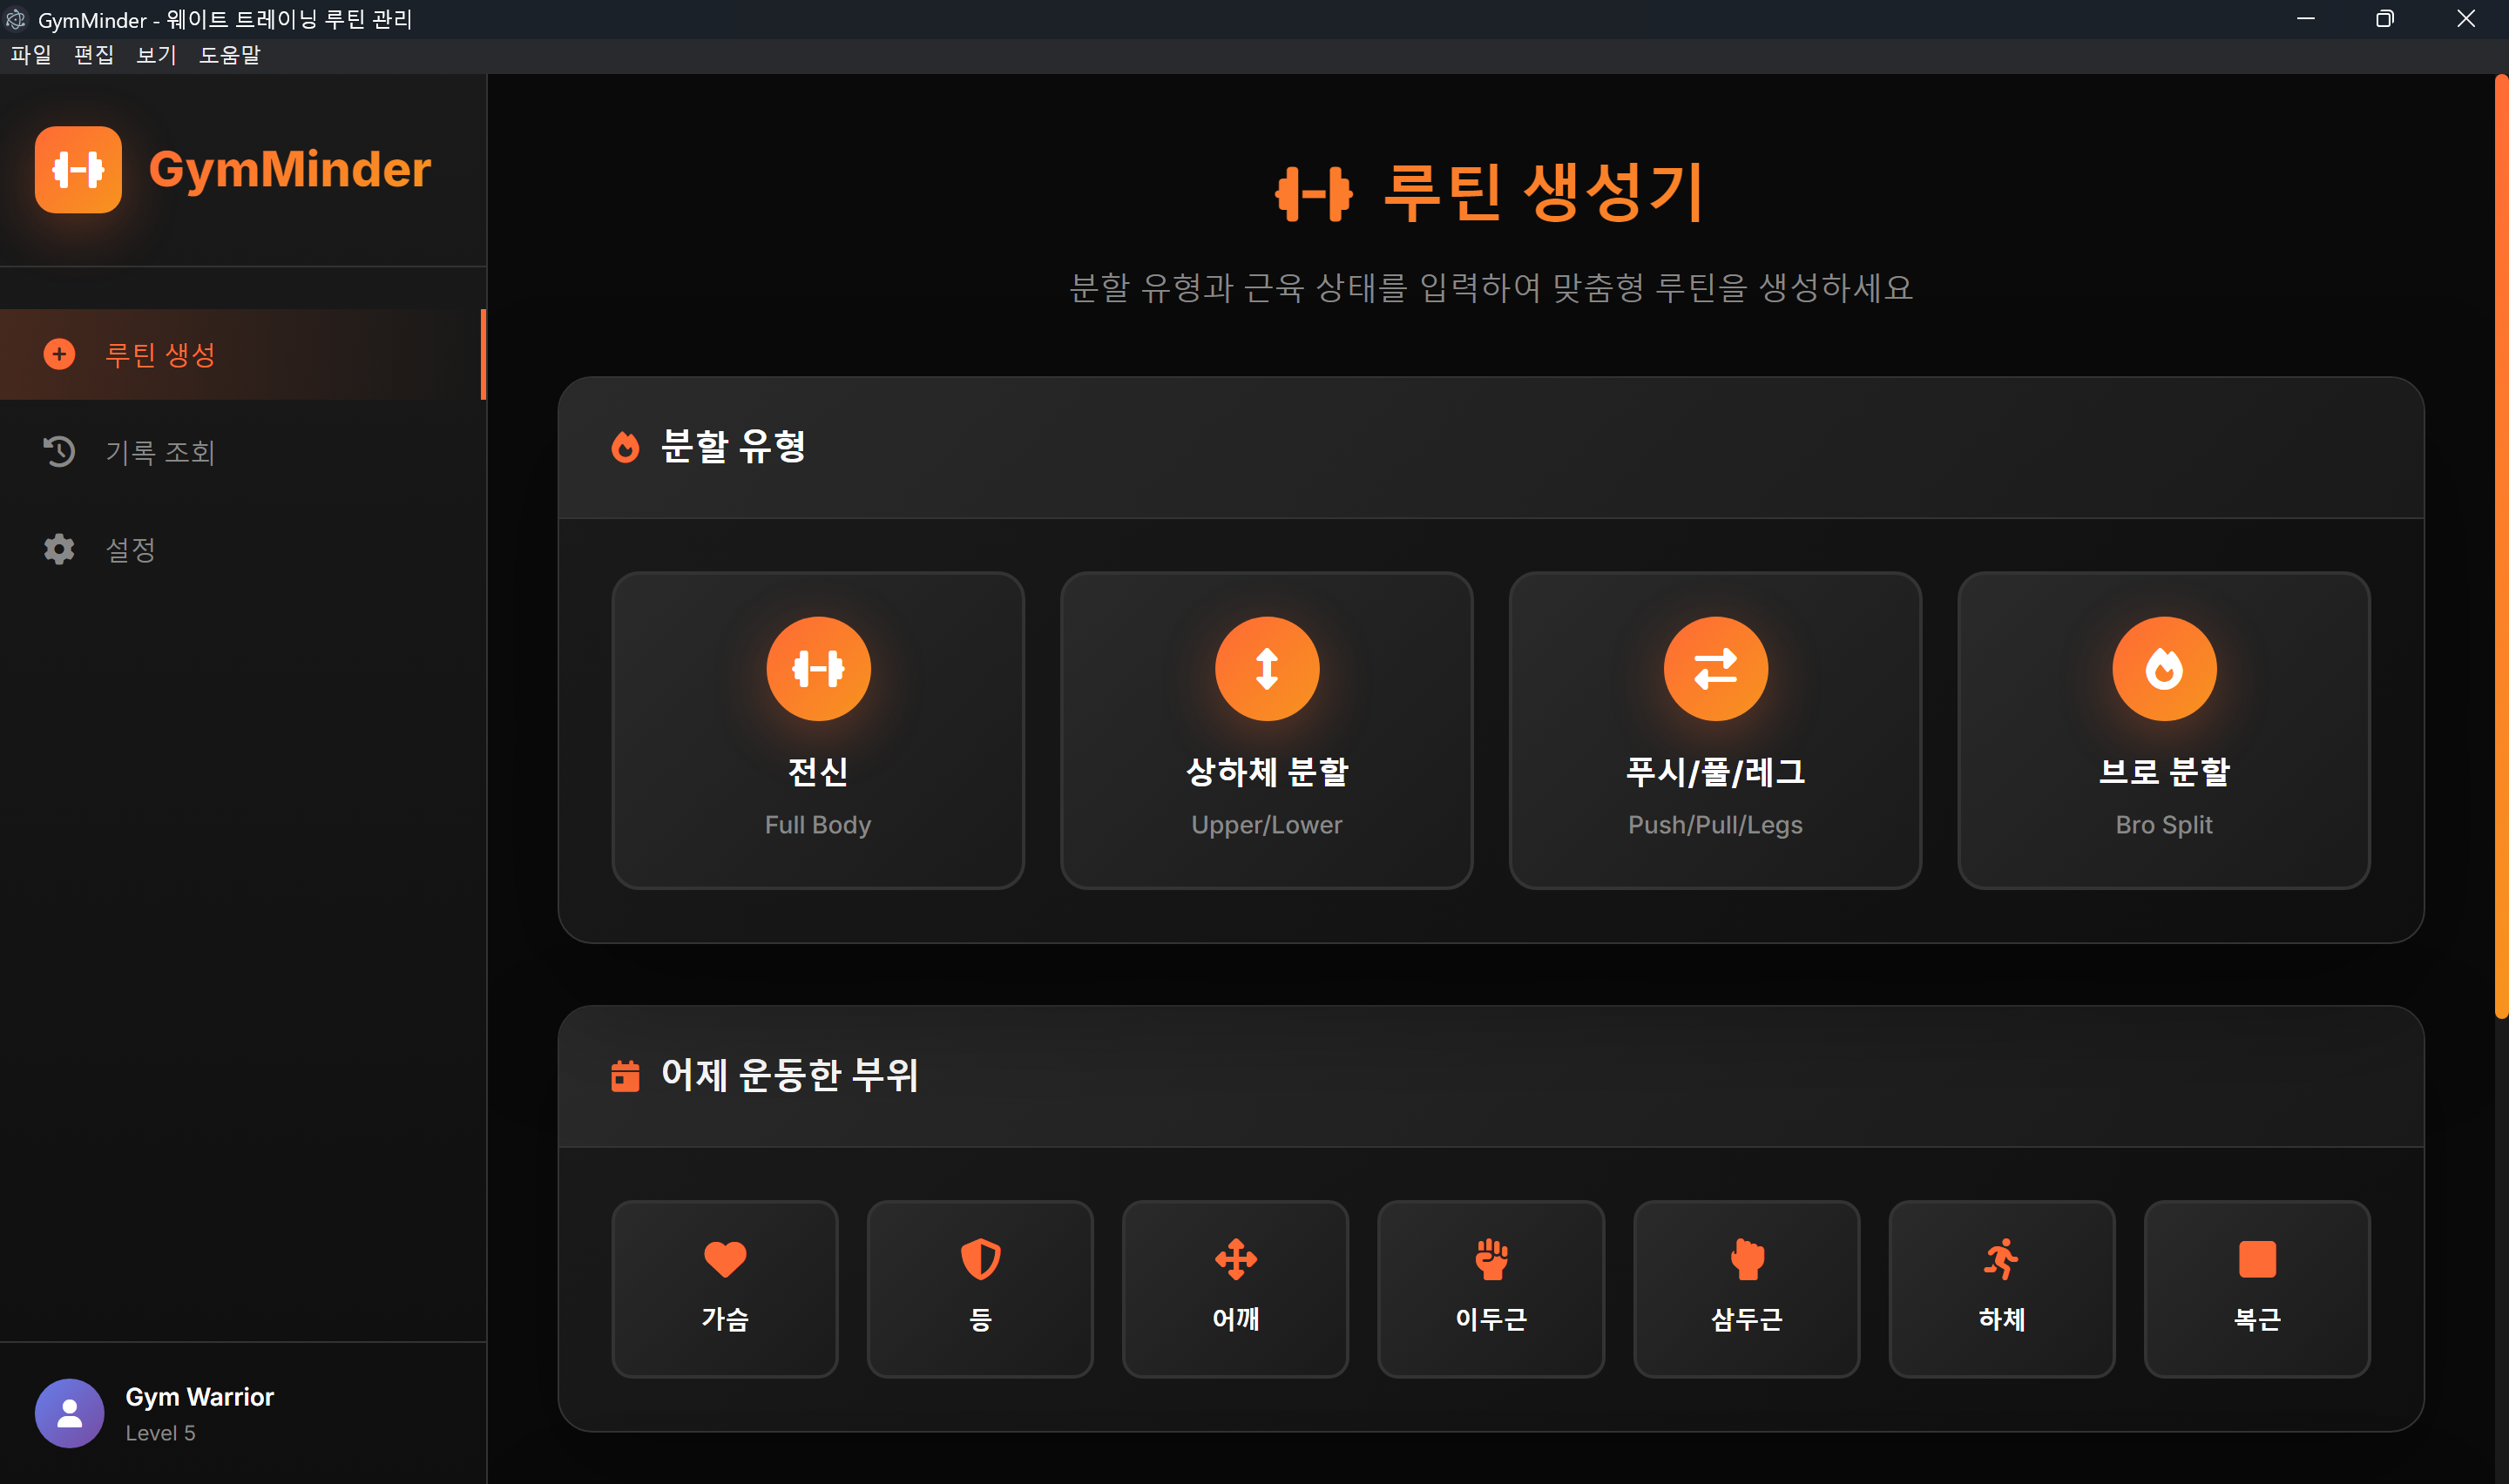 GymMinder - 웨이트 트레이닝 루틴 관리
파일 편집 보기 도움말
GymMinder
루틴 생성
기록 조회
설정
Gym Warrior
Level 5
루틴 생성기
분할 유형과 근육 상태를 입력하여 맞춤형 루틴을 생성하세요
분할 유형
전신
Full Body
상하체 분할
Upper/Lower
푸시/풀/레그
Push/Pull/Legs
브로 분할
Bro Split
어제 운동한 부위
가슴
등
어깨
이두근
삼두근
하체
복근